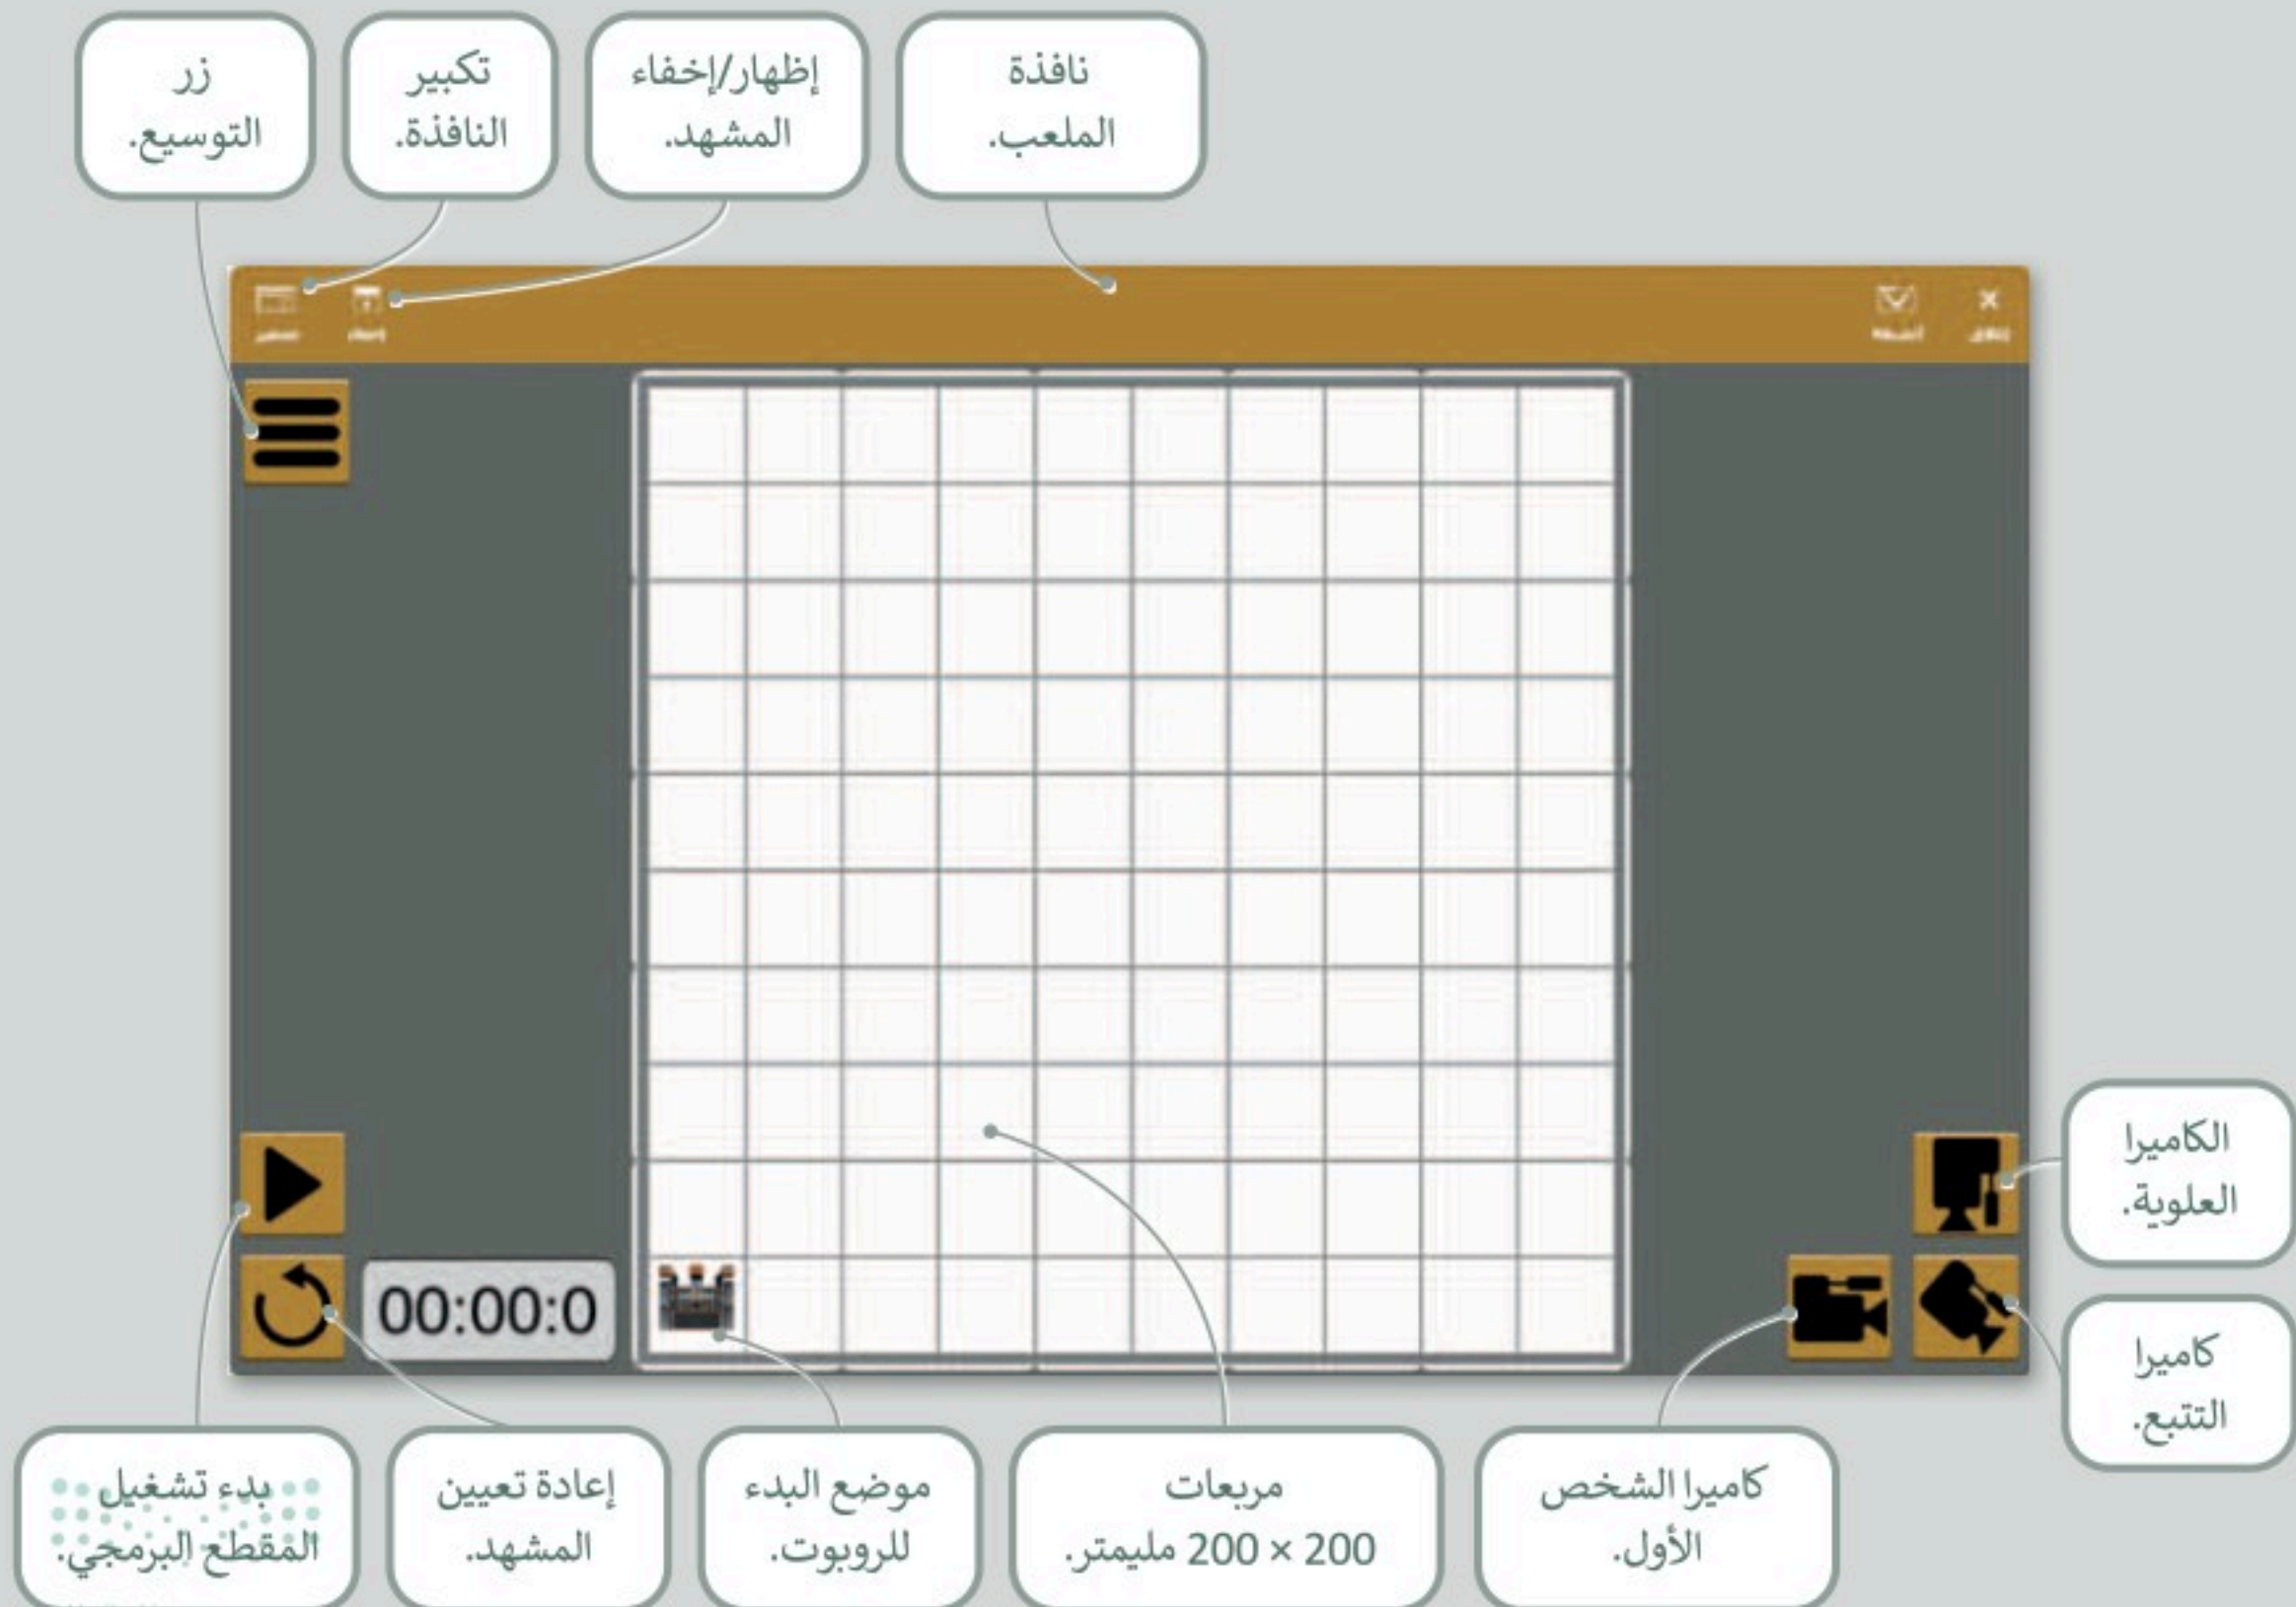 نافذة
الملعب.
إظهار/إخفاء
المشهد.
تكبير
النافذة.
زر
التوسيع.
إغلاق
00:00:0
الكاميرا
العلوية.
كاميرا
التتبع.
كاميرا الشخص
الأول.
مربعات
200 × 200 مليمتر.
موضع البدء
للروبوت.
إعادة تعيين
المشهد.
بدء تشغيل
المقطع البرمجي.